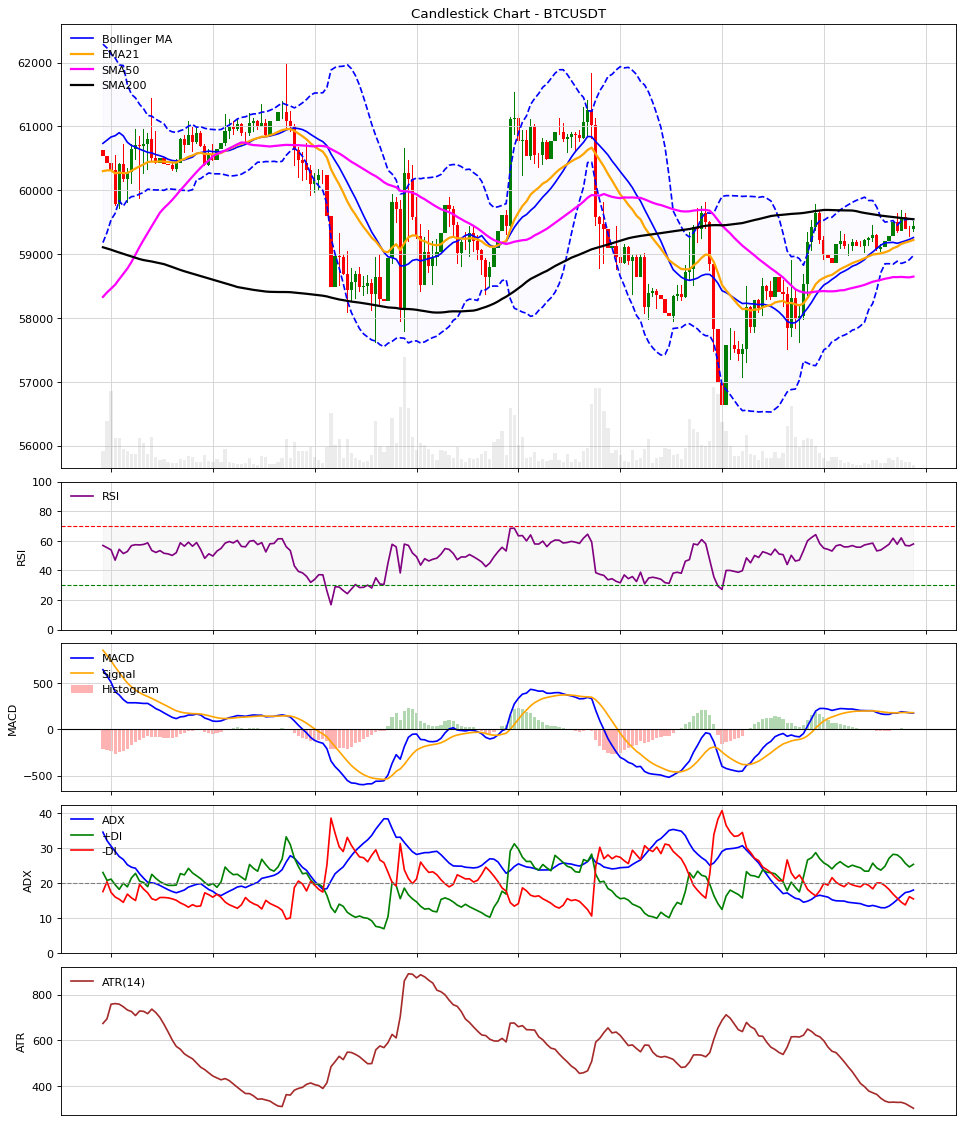 Candlestick Chart - BTCUSDT
Bollinger MA
EMA21
SMA50
SMA200
62000
61000
60000
59000
58000
57000
56000
RSI
100
80
60
40
20
0
RSI
MACD
Signal
Histogram
500
0
−500
MACD
ADX
+DI
-DI
40
30
20
10
0
ADX
ATR(14)
800
600
400
ATR